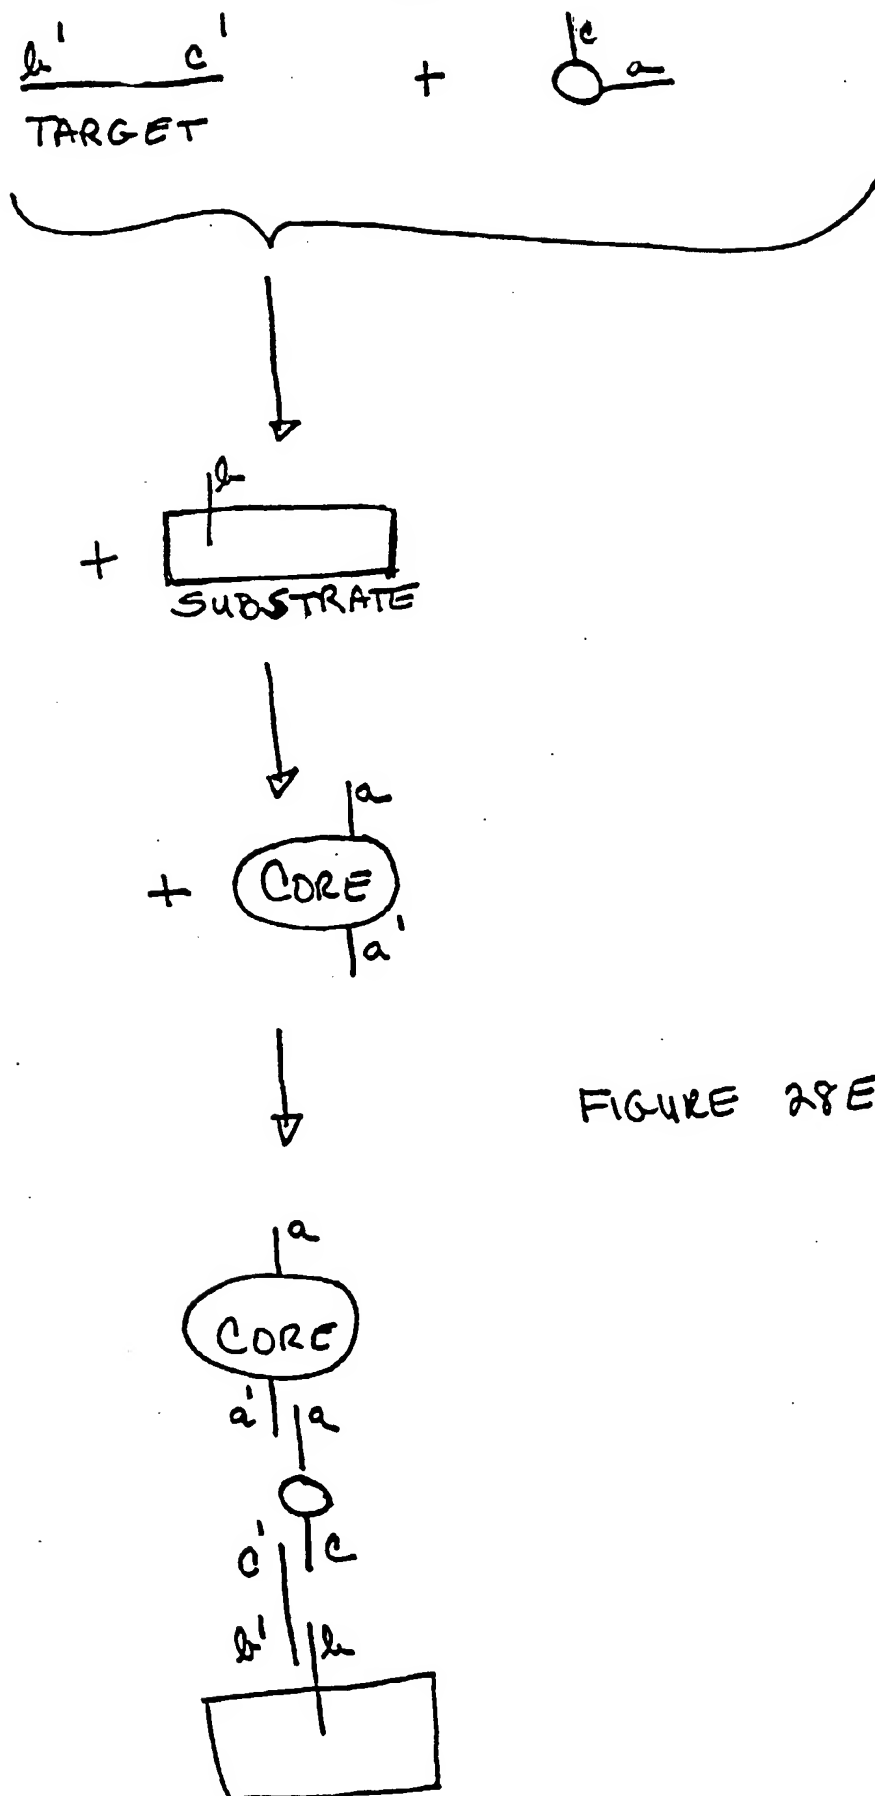 b' c' + c a
TARGET
b
+
SUBSTRATE
a
+ CORE
a'
FIGURE 28E
a
CORE
a' a
c' c
b' b